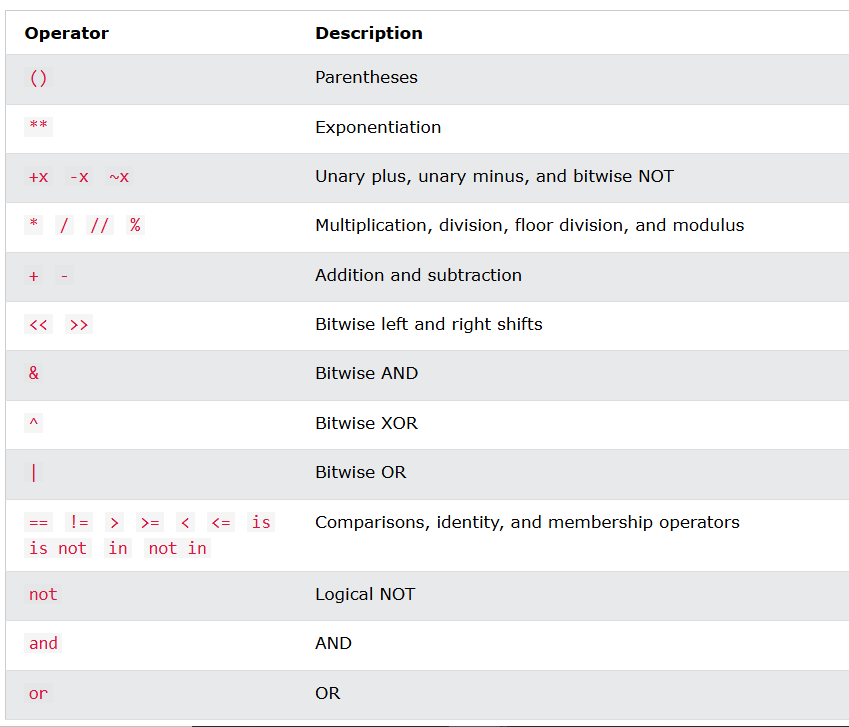 Operator Description
() Parentheses
** Exponentiation
+x -x ~x Unary plus, unary minus, and bitwise NOT
* / // % Multiplication, division, floor division, and modulus
+ - Addition and subtraction
<< >> Bitwise left and right shifts
& Bitwise AND
^ Bitwise XOR
| Bitwise OR
== != > >= < <= is Comparisons, identity, and membership operators
is not in not in
not Logical NOT
and AND
or OR